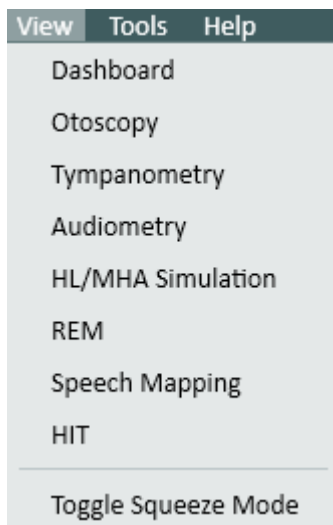 View Tools Help
Dashboard
Otoscopy
Tympanometry
Audiometry
HL/MHA Simulation
REM
Speech Mapping
HIT
Toggle Squeeze Mode